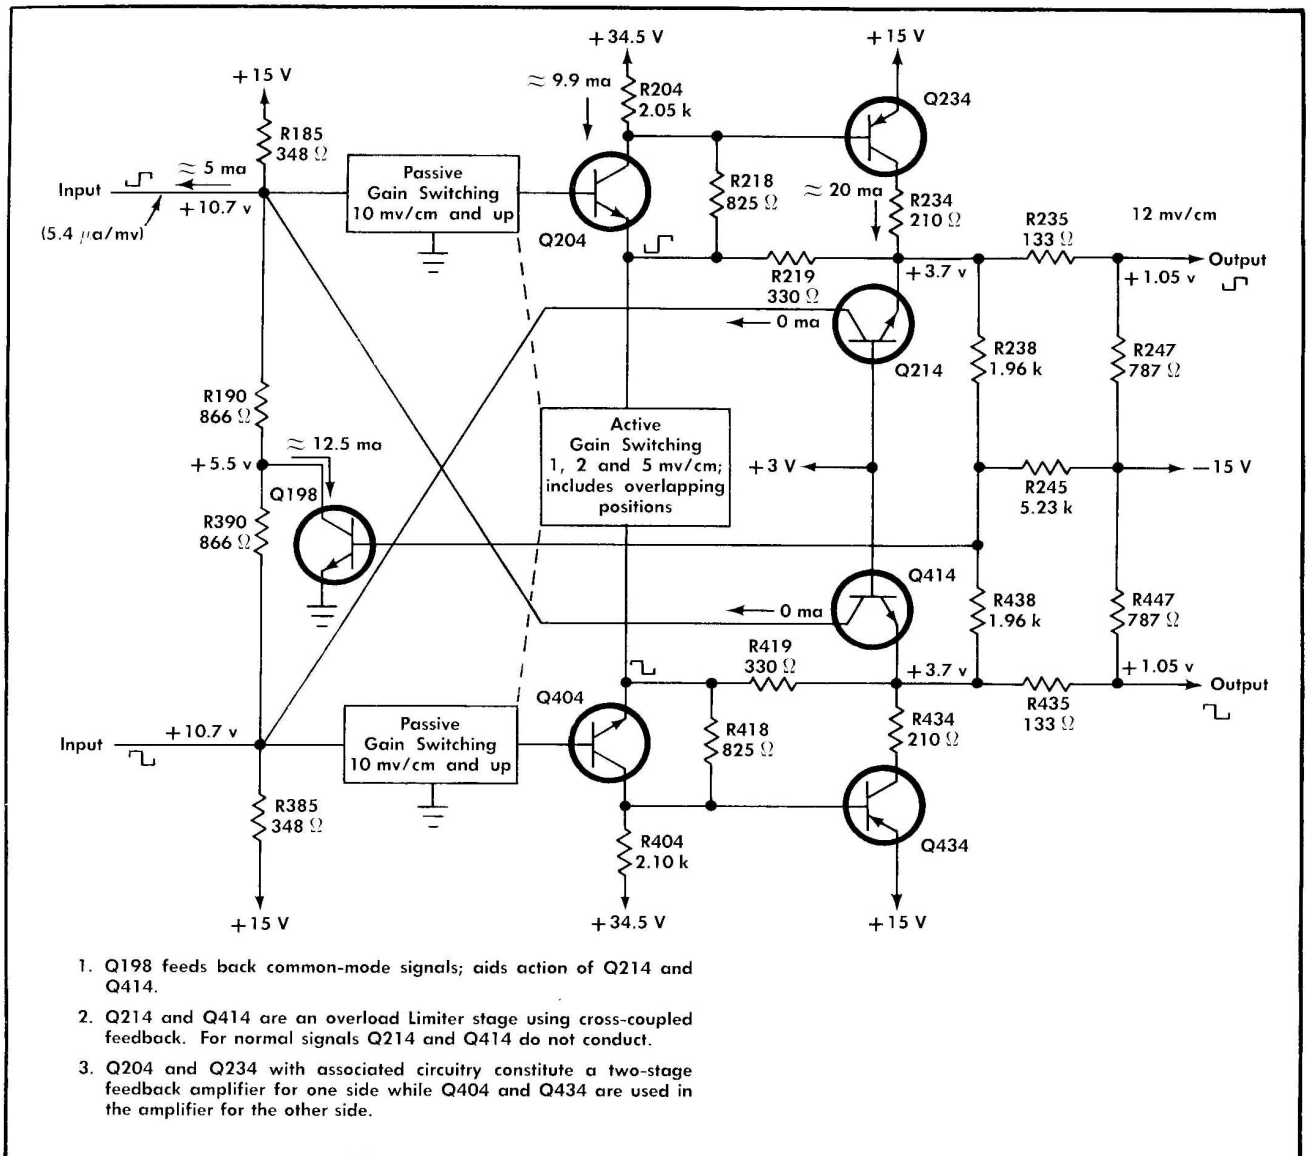 +34.5 V
+15 V
≈ 9.9 ma
R204
2.05 k
Q234
+15 V
R185
348 Ω
≈ 5 ma
Input
+10.7 v
(5.4 μa/mv)
Passive
Gain Switching
10 mv/cm and up
Q204
R218
825 Ω
≈ 20 ma
R234
210 Ω
R235
133 Ω
12 mv/cm
Output
+1.05 v
+3.7 v
R219
330 Ω
0 ma
Q214
R238
1.96 k
R247
787 Ω
R190
866 Ω
≈ 12.5 ma
+5.5 v
Q198
Active
Gain Switching
1, 2 and 5 mv/cm;
includes overlapping
positions
+3 V
R245
5.23 k
−15 V
R390
866 Ω
Q414
0 ma
R438
1.96 k
R447
787 Ω
R419
330 Ω
+3.7 v
+1.05 v
Output
R435
133 Ω
Q404
Input
+10.7 v
Passive
Gain Switching
10 mv/cm and up
R418
825 Ω
R434
210 Ω
R385
348 Ω
R404
2.10 k
Q434
+15 V
+34.5 V
+15 V
1. Q198 feeds back common-mode signals; aids action of Q214 and
Q414.
2. Q214 and Q414 are an overload Limiter stage using cross-coupled
feedback. For normal signals Q214 and Q414 do not conduct.
3. Q204 and Q234 with associated circuitry constitute a two-stage
feedback amplifier for one side while Q404 and Q434 are used in
the amplifier for the other side.